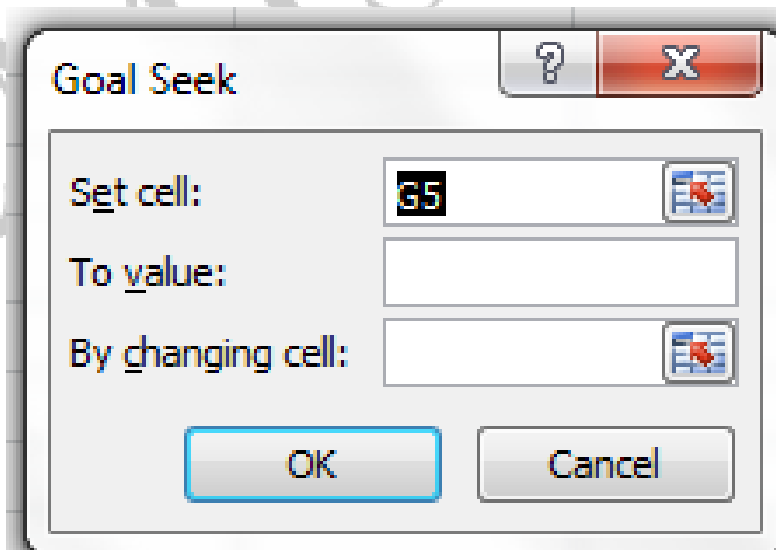 Goal Seek
Set cell: G5
To value:
By changing cell:
OK Cancel